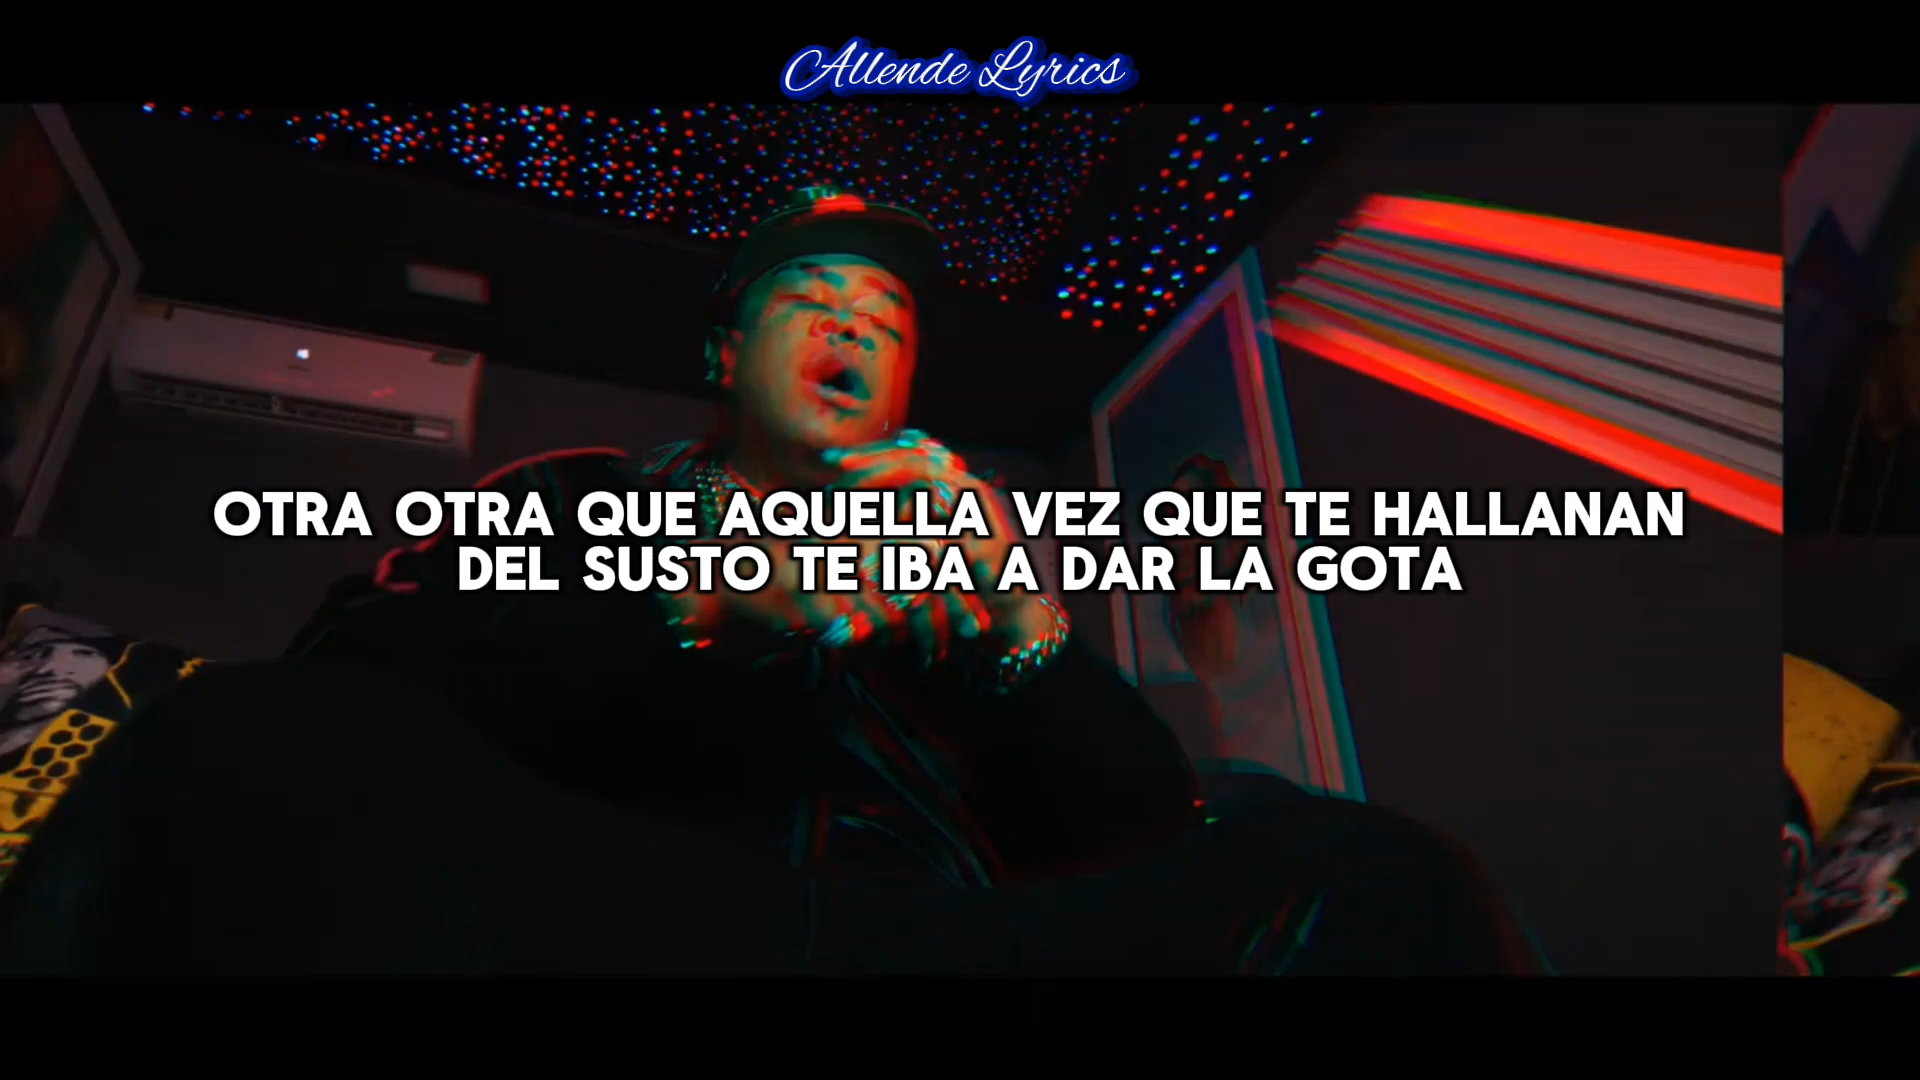 Allende Lyrics
OTRA OTRA QUE AQUELLA VEZ QUE TE HALLANAN
DEL SUSTO TE IBA A DAR LA GOTA